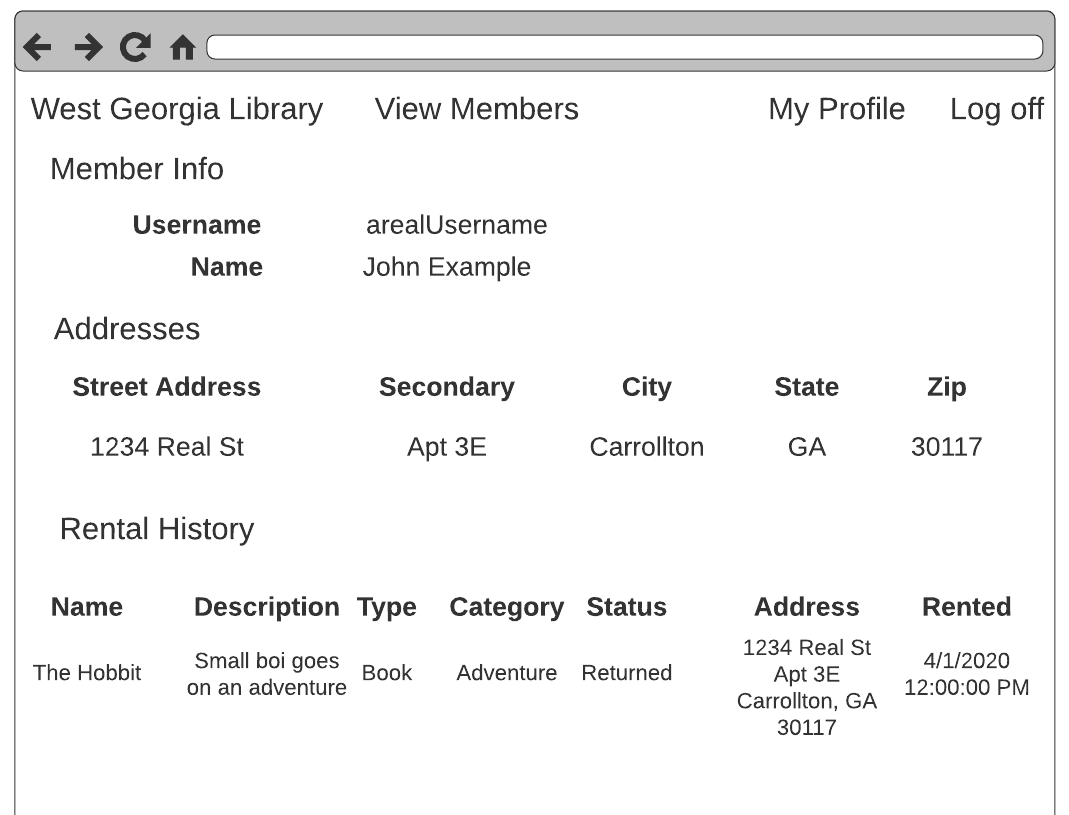 West Georgia Library View Members My Profile Log off
Member Info
Username arealUsername
Name John Example
Addresses
Street Address Secondary City State Zip
1234 Real St Apt 3E Carrollton GA 30117
Rental History
Name Description Type Category Status Address Rented
The Hobbit
Small boi goes
on an adventure
Book
Adventure
Returned
1234 Real St
Apt 3E
Carrollton, GA
30117
4/1/2020
12:00:00 PM